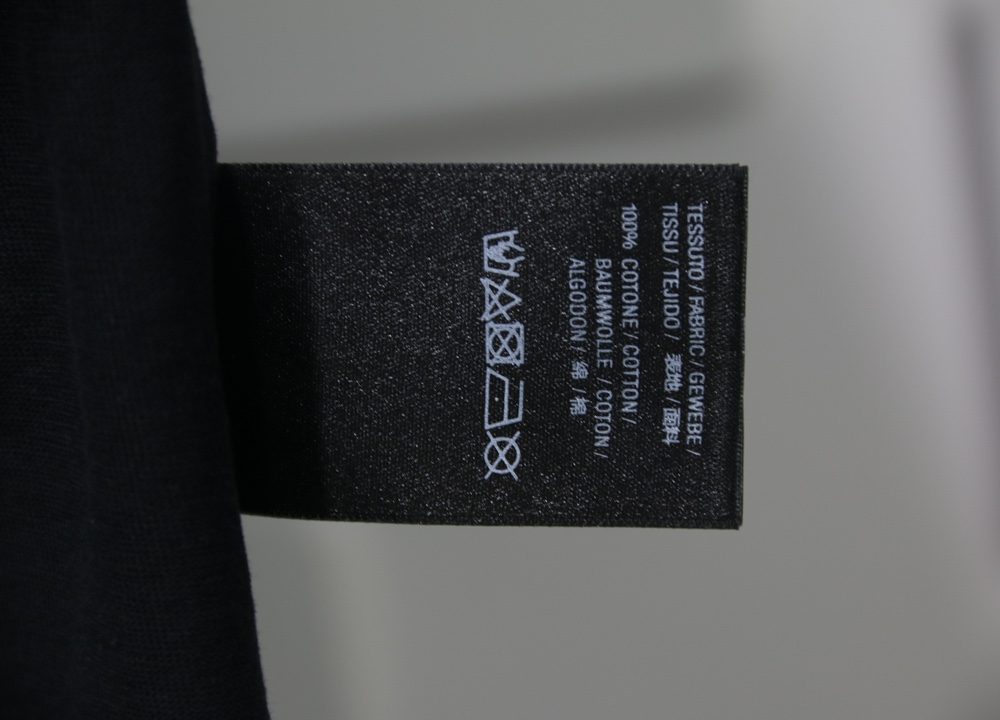 TESSUTO / FABRIC / GEWEBE /
TISSU / TEJIDO / 表地 / 面料
100% COTONE / COTTON /
BAUMWOLLE / COTON /
ALGODON / 綿 / 棉